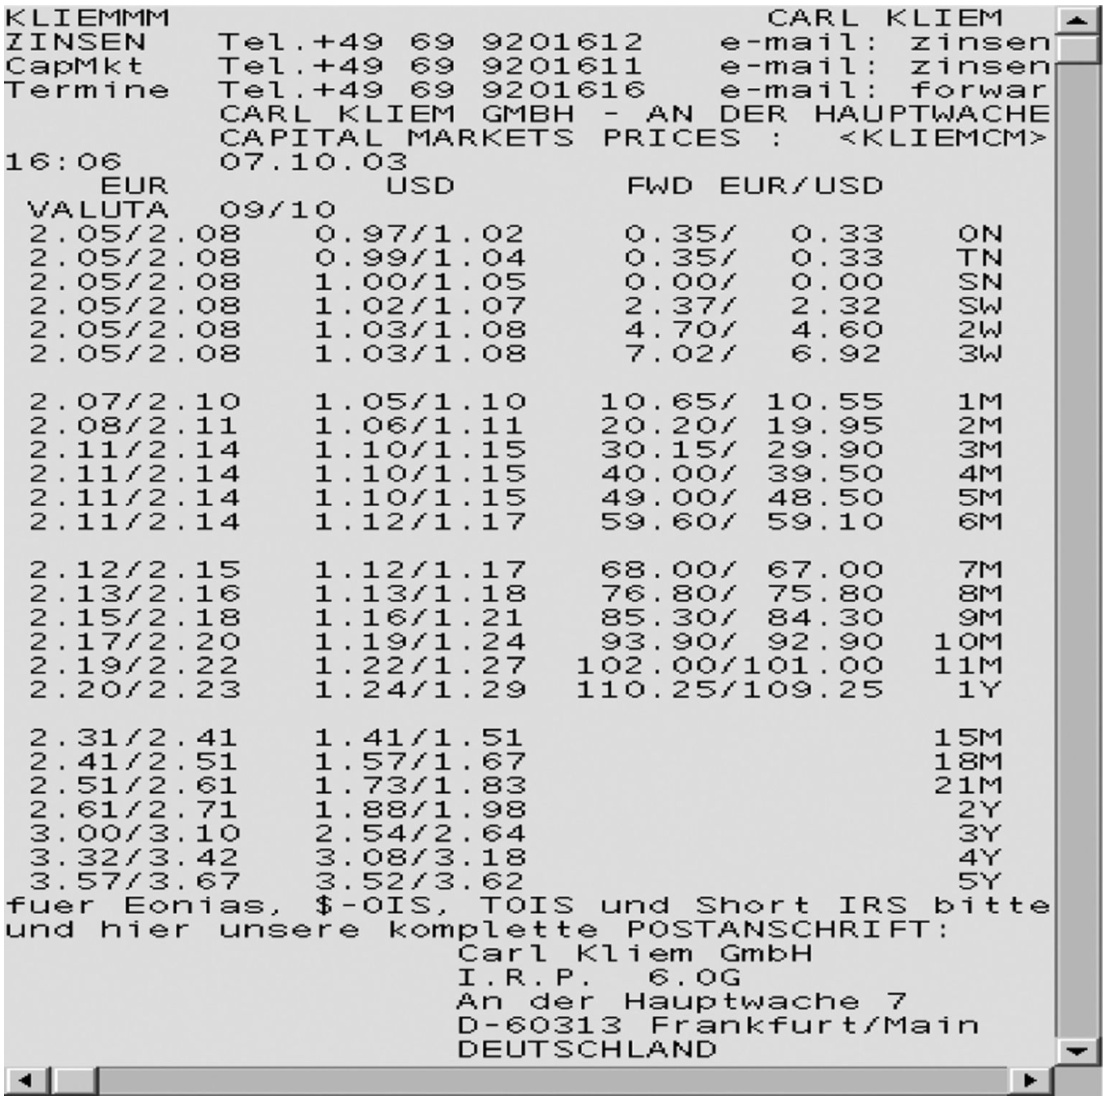 KLIEMMM CARL KLIEM
ZINSEN Tel.+49 69 9201612 e-mail: zinsen
CapMkt Tel.+49 69 9201611 e-mail: zinsen
Termine Tel.+49 69 9201616 e-mail: forwar
CARL KLIEM GMBH - AN DER HAUPTWACHE
CAPITAL MARKETS PRICES : <KLIEMCM>
16:06 07.10.03
EUR USD FWD EUR/USD
VALUTA 09/10
2.05/2.08 0.97/1.02 0.35/ 0.33 ON
2.05/2.08 0.99/1.04 0.35/ 0.33 TN
2.05/2.08 1.00/1.05 0.00/ 0.00 SN
2.05/2.08 1.02/1.07 2.37/ 2.32 SW
2.05/2.08 1.03/1.08 4.70/ 4.60 2W
2.05/2.08 1.03/1.08 7.02/ 6.92 3W
2.07/2.10 1.05/1.10 10.65/ 10.55 1M
2.08/2.11 1.06/1.11 20.20/ 19.95 2M
2.11/2.14 1.10/1.15 30.15/ 29.90 3M
2.11/2.14 1.10/1.15 40.00/ 39.50 4M
2.11/2.14 1.10/1.15 49.00/ 48.50 5M
2.11/2.14 1.12/1.17 59.60/ 59.10 6M
2.12/2.15 1.12/1.17 68.00/ 67.00 7M
2.13/2.16 1.13/1.18 76.80/ 75.80 8M
2.15/2.18 1.16/1.21 85.30/ 84.30 9M
2.17/2.20 1.19/1.24 93.90/ 92.90 10M
2.19/2.22 1.22/1.27 102.00/101.00 11M
2.20/2.23 1.24/1.29 110.25/109.25 1Y
2.31/2.41 1.41/1.51 15M
2.41/2.51 1.57/1.67 18M
2.51/2.61 1.73/1.83 21M
2.61/2.71 1.88/1.98 2Y
3.00/3.10 2.54/2.64 3Y
3.32/3.42 3.08/3.18 4Y
3.57/3.67 3.52/3.62 5Y
fuer Eonias, $-OIS, TOIS und Short IRS bitte
und hier unsere komplette POSTANSCHRIFT:
Carl Kliem GmbH
I.R.P. 6.OG
An der Hauptwache 7
D-60313 Frankfurt/Main
DEUTSCHLAND